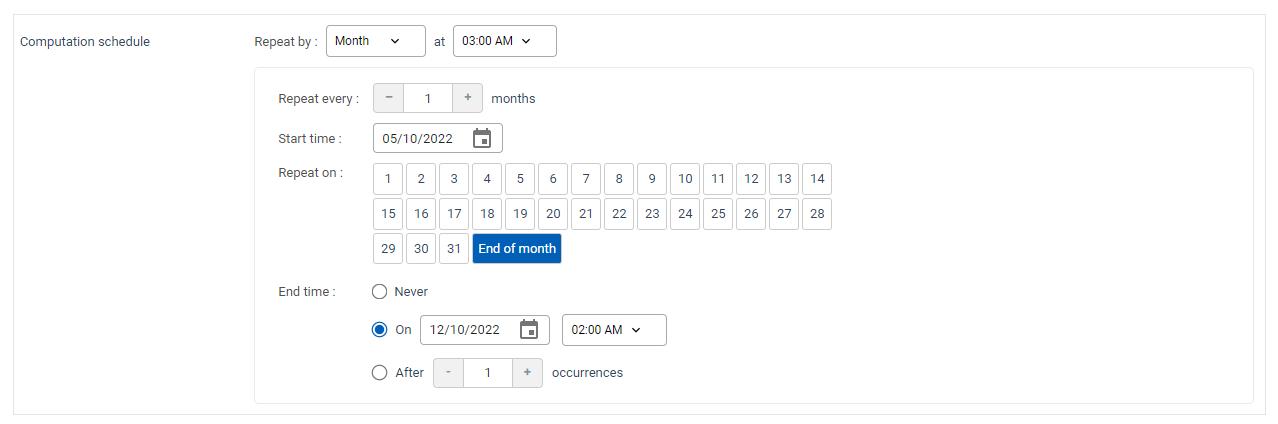 Computation schedule Repeat by : Month at 03:00 AM
Repeat every : − 1 + months
Start time : 05/10/2022
Repeat on : 1 2 3 4 5 6 7 8 9 10 11 12 13 14
15 16 17 18 19 20 21 22 23 24 25 26 27 28
29 30 31 End of month
End time : Never
On 12/10/2022 02:00 AM
After - 1 + occurrences